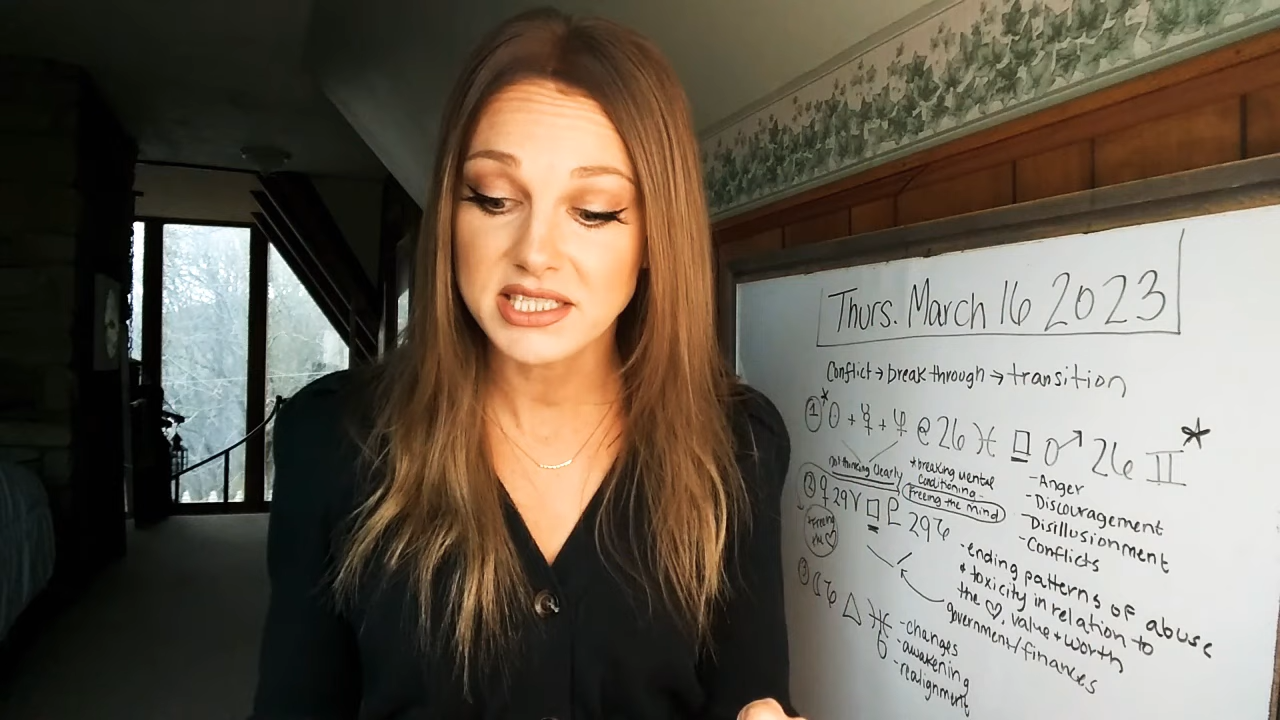 Thurs. March 16 2023
Conflict → break through → transition
① * ☉ + ☿ + ♆ @ 26 ♓ □ ♂ 26 II *
not thinking clearly
*breaking mental
conditioning -
Freeing the mind
- Anger
- Discouragement
- Disillusionment
- Conflicts
② ♀ 29 ♈ □ ♇ 29 ♑
*Freeing
the ♡
- ending patterns of abuse
+ toxicity in relation to
the ♡, value + worth
government/finances
③ ☾ ♑ △ ♅
- changes
- awakening
- realignment